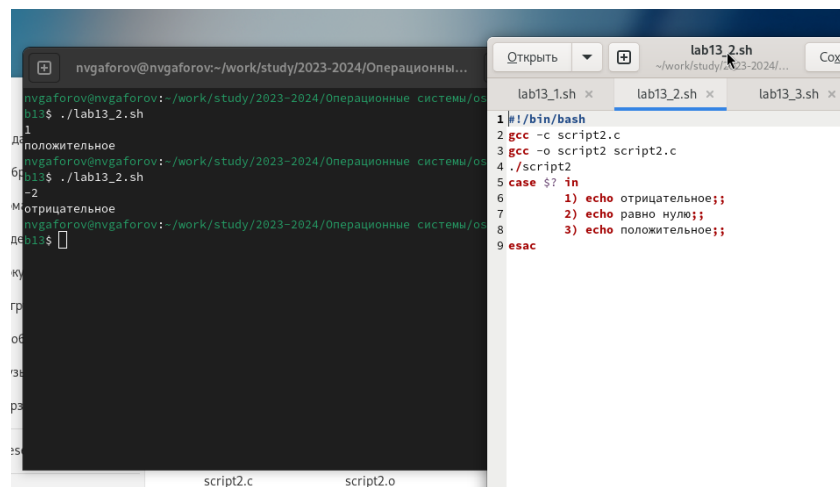 nvgaforov@nvgaforov:~/work/study/2023-2024/Операционны...
nvgaforov@nvgaforov:~/work/study/2023-2024/Операционные системы/os
b13$ ./lab13_2.sh
1
положительное
nvgaforov@nvgaforov:~/work/study/2023-2024/Операционные системы/os
b13$ ./lab13_2.sh
-2
отрицательное
nvgaforov@nvgaforov:~/work/study/2023-2024/Операционные системы/os
b13$
Открыть
lab13_2.sh
~/work/study/2023-2024/...
Сох
lab13_1.sh ×
lab13_2.sh ×
lab13_3.sh ×
1 #!/bin/bash
2 gcc -c script2.c
3 gcc -o script2 script2.c
4 ./script2
5 case $? in
6 1) echo отрицательное;;
7 2) echo равно нулю;;
8 3) echo положительное;;
9 esac
script2.c
script2.o